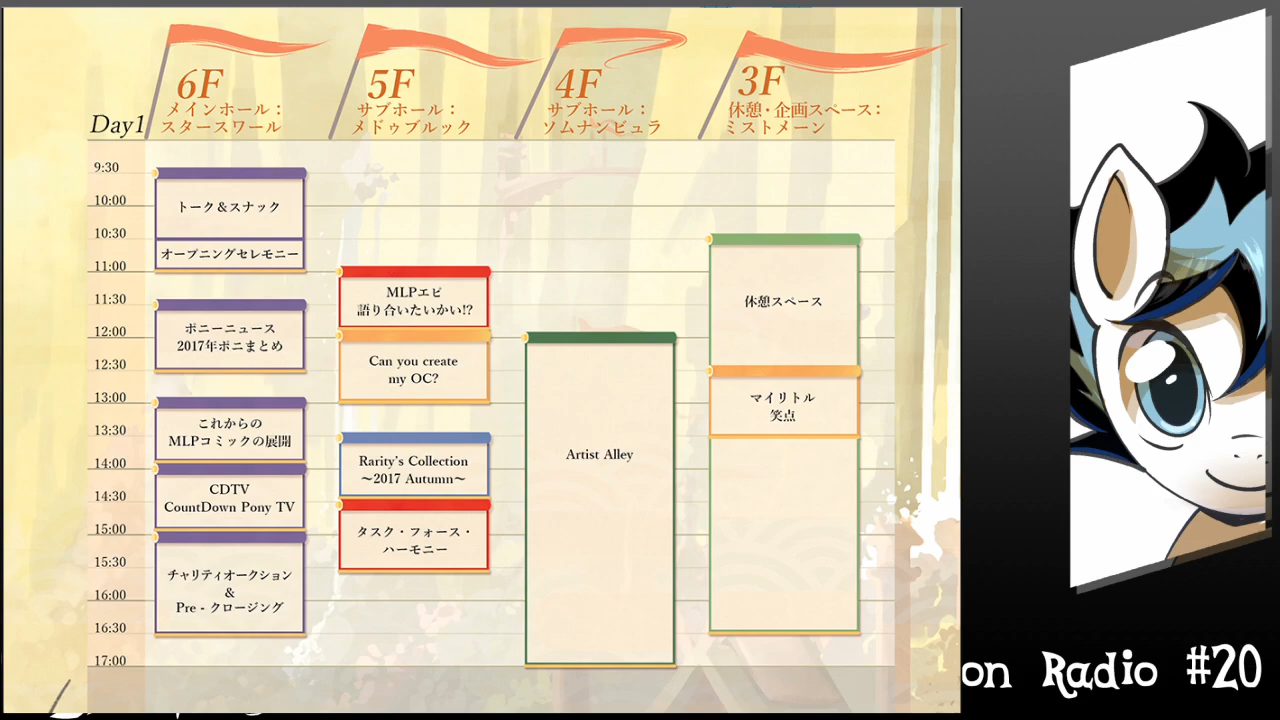 Day1
6F
メインホール：
スタースワール
5F
サブホール：
メドゥブルック
4F
サブホール：
ソムナンビュラ
3F
休憩・企画スペース：
ミストメーン
9:30
10:00
10:30
11:00
11:30
12:00
12:30
13:00
13:30
14:00
14:30
15:00
15:30
16:00
16:30
17:00
トーク＆スナック
オープニングセレモニー
ポニーニュース
2017年ポニまとめ
これからの
MLPコミックの展開
CDTV
CountDown Pony TV
チャリティオークション
&
Pre - クロージング
MLPエピ
語り合いたいかい!?
Can you create
my OC?
Rarity's Collection
～2017 Autumn～
タスク・フォース・
ハーモニー
Artist Alley
休憩スペース
マイリトル
笑点
on Radio #20